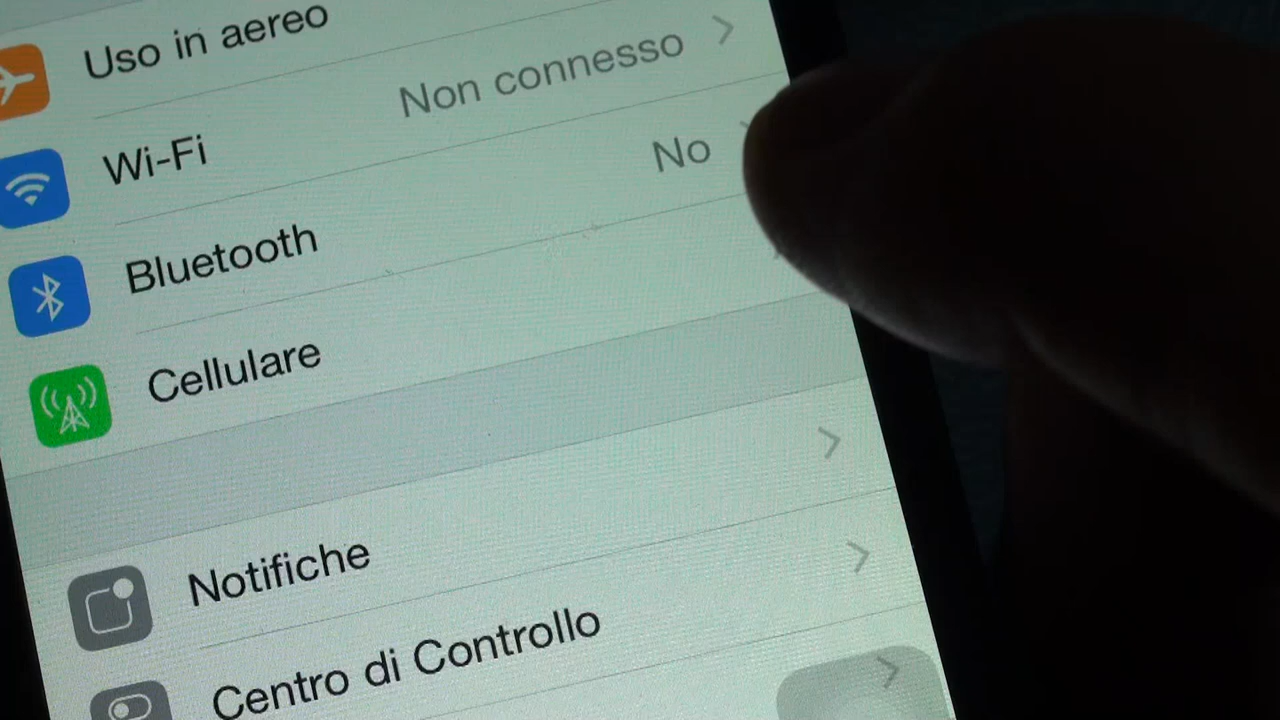 Uso in aereo
Wi-Fi Non connesso
Bluetooth No
Cellulare
Notifiche
Centro di Controllo